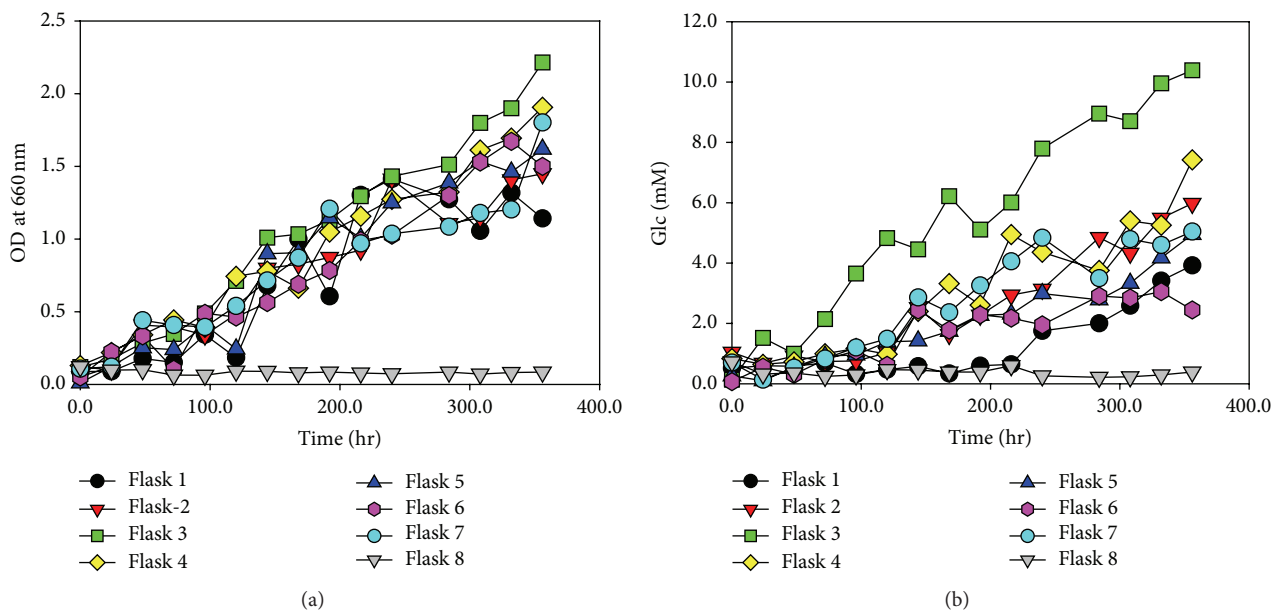 (a)
2.5
2.0
1.5
1.0
0.5
0.0
OD at 660 nm
0.0 100.0 200.0 300.0 400.0
Time (hr)
Flask 1 Flask 5
Flask-2 Flask 6
Flask 3 Flask 7
Flask 4 Flask 8
(a)
12.0
10.0
8.0
6.0
4.0
2.0
0.0
Glc (mM)
0.0 100.0 200.0 300.0 400.0
Time (hr)
Flask 1 Flask 5
Flask 2 Flask 6
Flask 3 Flask 7
Flask 4 Flask 8
(b)